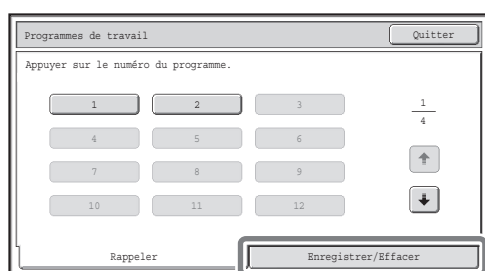 Programmes de travail Quitter
Appuyer sur le numéro du programme.
1 2 3 1
4
4 5 6
7 8 9
10 11 12
Rappeler Enregistrer/Effacer